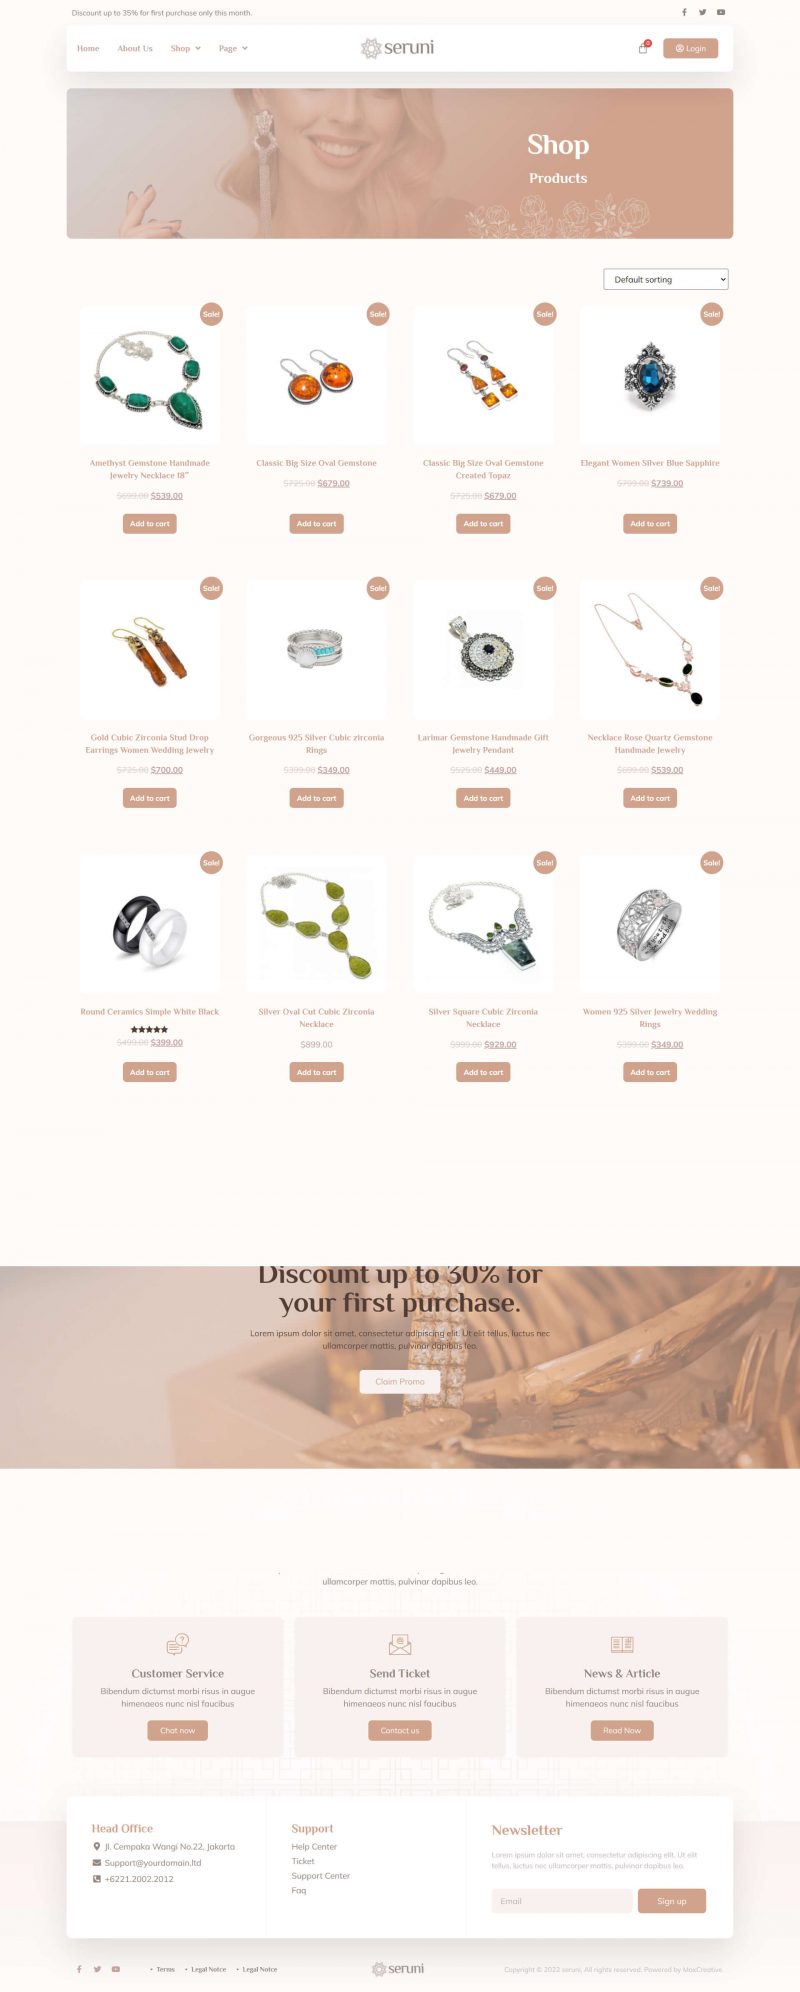 Discount up to 35% for first purchase only this month.
Home
About Us
Shop
Page
seruni
0
Login
Shop
Products
Default sorting
Sale!
Sale!
Sale!
Sale!
Amethyst Gemstone Handmade
Jewelry Necklace 18″
$699.00 $539.00
Add to cart
Classic Big Size Oval Gemstone
$725.00 $679.00
Add to cart
Classic Big Size Oval Gemstone
Created Topaz
$725.00 $679.00
Add to cart
Elegant Women Silver Blue Sapphire
$799.00 $739.00
Add to cart
Sale!
Sale!
Sale!
Sale!
Gold Cubic Zirconia Stud Drop
Earrings Women Wedding Jewelry
$725.00 $700.00
Add to cart
Gorgeous 925 Silver Cubic zirconia
Rings
$399.00 $349.00
Add to cart
Larimar Gemstone Handmade Gift
Jewelry Pendant
$525.00 $449.00
Add to cart
Necklace Rose Quartz Gemstone
Handmade Jewelry
$699.00 $539.00
Add to cart
Sale!
Sale!
Sale!
Round Ceramics Simple White Black
$499.00 $399.00
Add to cart
Silver Oval Cut Cubic Zirconia
Necklace
$899.00
Add to cart
Silver Square Cubic Zirconia
Necklace
$999.00 $929.00
Add to cart
Women 925 Silver Jewelry Wedding
Rings
$399.00 $349.00
Add to cart
Discount up to 30% for
your first purchase.
Lorem ipsum dolor sit amet, consectetur adipiscing elit. Ut elit tellus, luctus nec
ullamcorper mattis, pulvinar dapibus leo.
Claim Promo
ullamcorper mattis, pulvinar dapibus leo.
Customer Service
Bibendum dictumst morbi risus in augue
himenaeos nunc nisl faucibus
Chat now
Send Ticket
Bibendum dictumst morbi risus in augue
himenaeos nunc nisl faucibus
Contact us
News & Article
Bibendum dictumst morbi risus in augue
himenaeos nunc nisl faucibus
Read Now
Head Office
Jl. Cempaka Wangi No.22, Jakarta
Support@yourdomain.ltd
+6221.2002.2012
Support
Help Center
Ticket
Support Center
Faq
Newsletter
Lorem ipsum dolor sit amet, consectetur adipiscing elit. Ut elit
tellus, luctus nec ullamcorper mattis, pulvinar dapibus leo.
Email
Sign up
• Terms
• Legal Notce
• Legal Notce
seruni
Copyright © 2022 seruni, All rights reserved. Powered by MaxCreative.